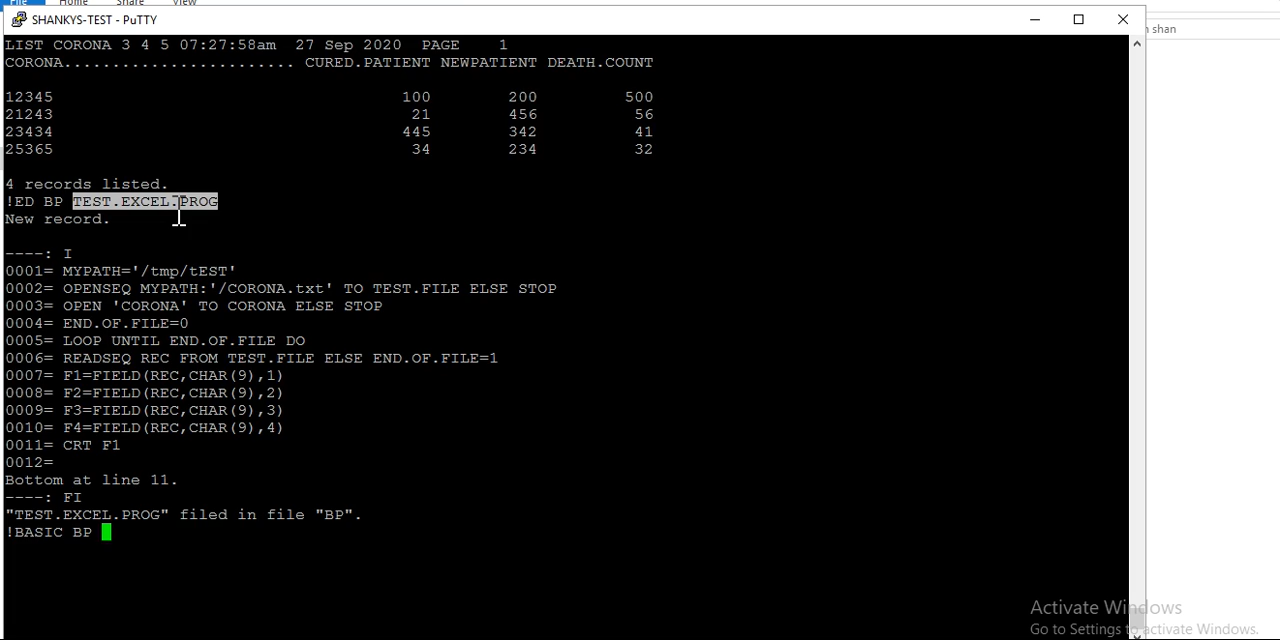 File Home Share View
SHANKYS-TEST - PuTTY
LIST CORONA 3 4 5 07:27:58am  27 Sep 2020  PAGE    1
CORONA........................ CURED.PATIENT NEWPATIENT DEATH.COUNT
12345 100 200 500
21243 21 456 56
23434 445 342 41
25365 34 234 32
4 records listed.
!ED BP TEST.EXCEL.PROG
New record.
----: I
0001= MYPATH='/tmp/tEST'
0002= OPENSEQ MYPATH:'/CORONA.txt' TO TEST.FILE ELSE STOP
0003= OPEN 'CORONA' TO CORONA ELSE STOP
0004= END.OF.FILE=0
0005= LOOP UNTIL END.OF.FILE DO
0006= READSEQ REC FROM TEST.FILE ELSE END.OF.FILE=1
0007= F1=FIELD(REC,CHAR(9),1)
0008= F2=FIELD(REC,CHAR(9),2)
0009= F3=FIELD(REC,CHAR(9),3)
0010= F4=FIELD(REC,CHAR(9),4)
0011= CRT F1
0012=
Bottom at line 11.
----: FI
"TEST.EXCEL.PROG" filed in file "BP".
!BASIC BP
shan
Activate Windows
Go to Settings to activate Windows.